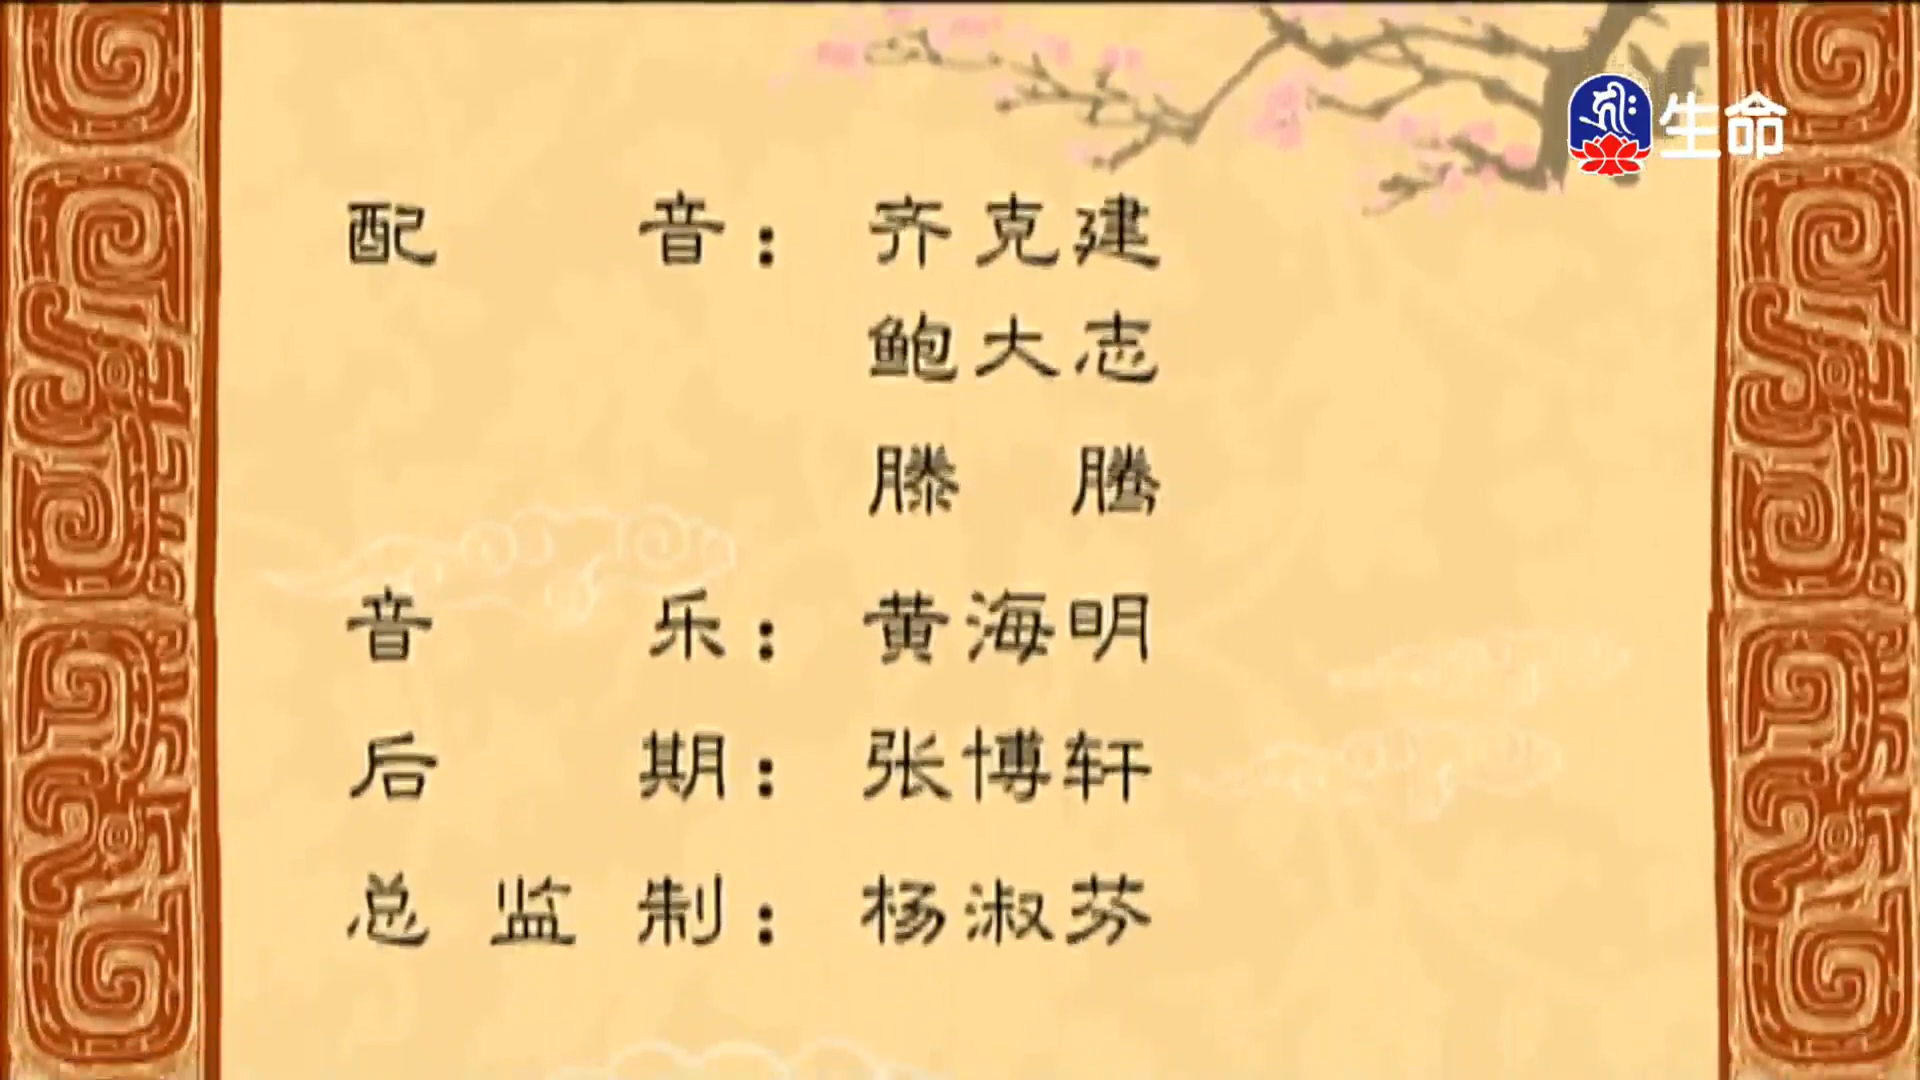 生命
配 音：齐克建
鲍大志
滕 腾
音 乐：黄海明
后 期：张博轩
总监制：杨淑芬